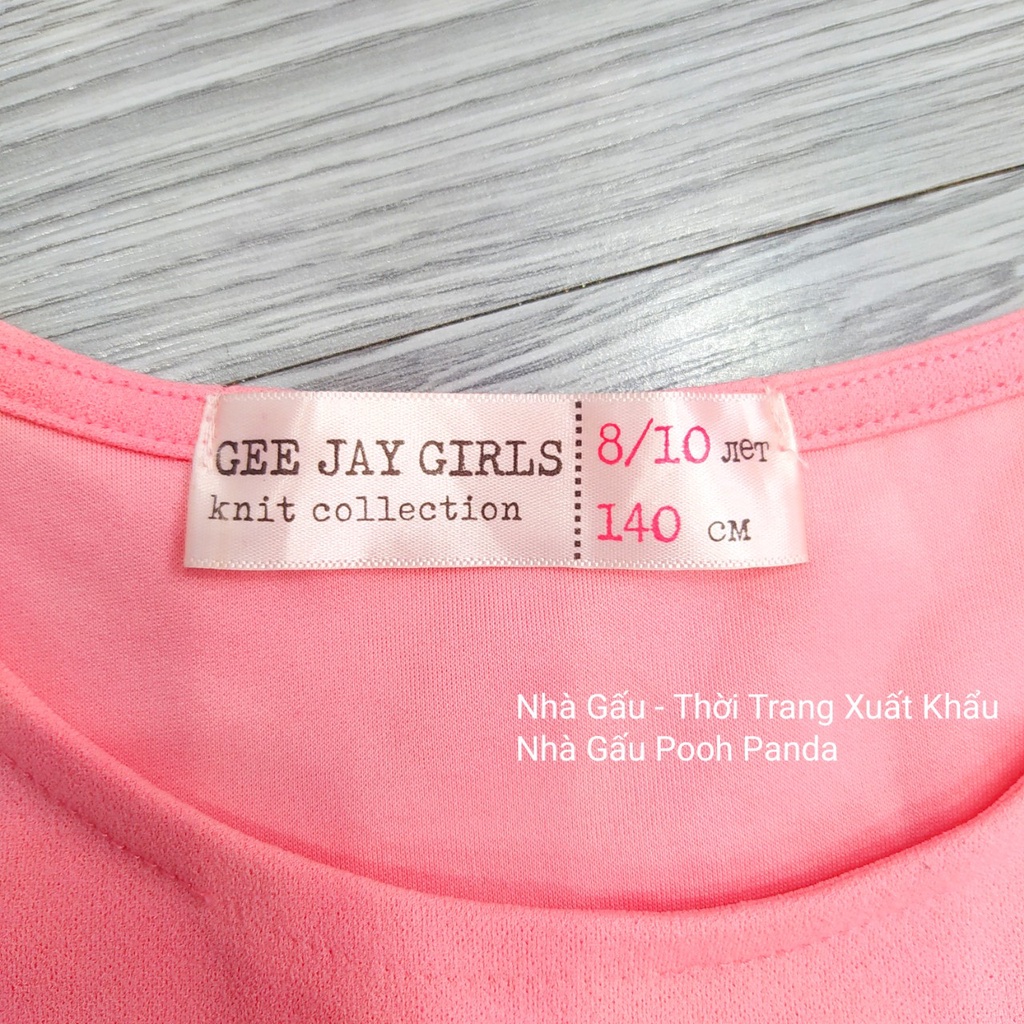 GEE JAY GIRLS
knit collection
8/10 лет
140 см
Nhà Gấu - Thời Trang Xuất Khẩu
Nhà Gấu Pooh Panda